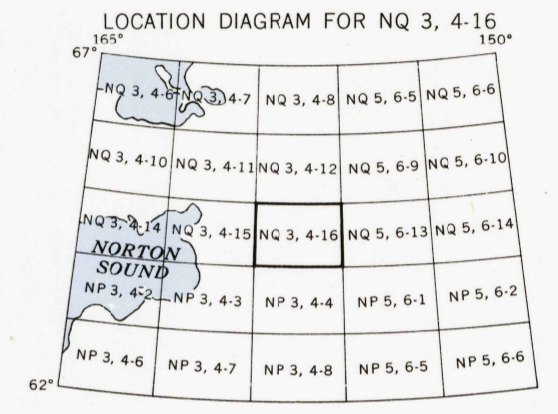 LOCATION DIAGRAM FOR NQ 3, 4-16
165° 150°
67°
NQ 3, 4-6 NQ 3, 4-7 NQ 3, 4-8 NQ 5, 6-5 NQ 5, 6-6
NQ 3, 4-10 NQ 3, 4-11 NQ 3, 4-12 NQ 5, 6-9 NQ 5, 6-10
NQ 3, 4-14 NQ 3, 4-15 NQ 3, 4-16 NQ 5, 6-13 NQ 5, 6-14
NORTON
SOUND
NP 3, 4-2 NP 3, 4-3 NP 3, 4-4 NP 5, 6-1 NP 5, 6-2
NP 3, 4-6 NP 3, 4-7 NP 3, 4-8 NP 5, 6-5 NP 5, 6-6
62°